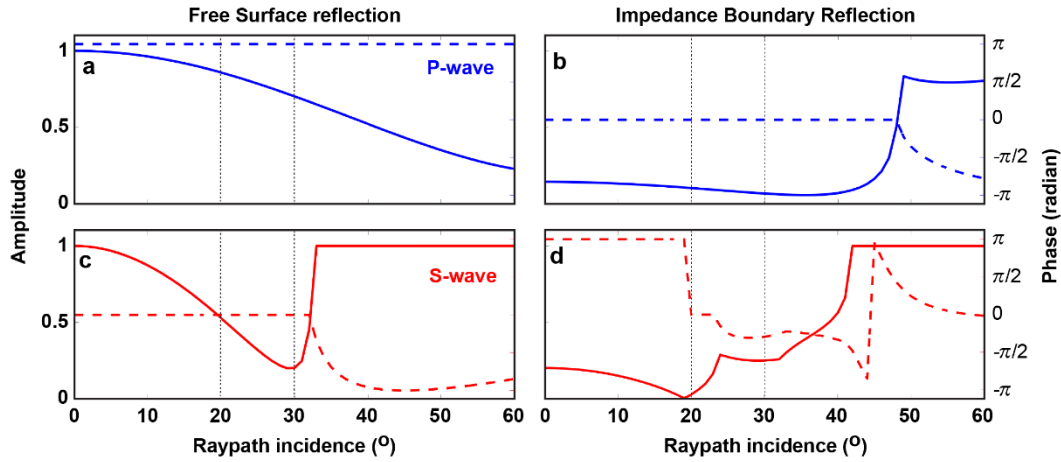 Free Surface reflection
Impedance Boundary Reflection
a
P-wave
b
1
0.5
0
π
π/2
0
-π/2
-π
c
S-wave
d
1
0.5
0
π
π/2
0
-π/2
-π
Amplitude
Phase (radian)
0 10 20 30 40 50 60
0 10 20 30 40 50 60
Raypath incidence (O)
Raypath incidence (O)